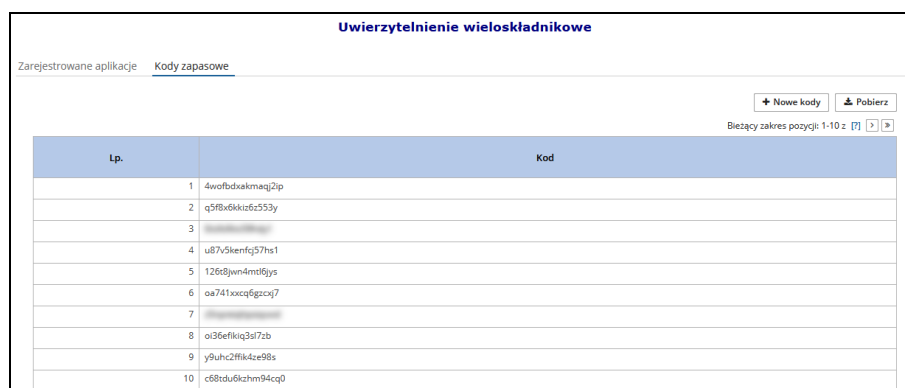 Uwierzytelnienie wieloskładnikowe
Zarejestrowane aplikacje Kody zapasowe
+ Nowe kody Pobierz
Bieżący zakres pozycji: 1-10 z [?] > »
Lp. Kod
1 4wofbdxakmaqj2ip
2 q5f8x6kkiz6z553y
3
4 u87v5kenfcj57hs1
5 126t8jwn4mtl6jys
6 oa741xxcq6gzcxj7
7
8 oi36efikiq3sl7zb
9 y9uhc2ffik4ze98s
10 c68tdu6kzhm94cq0